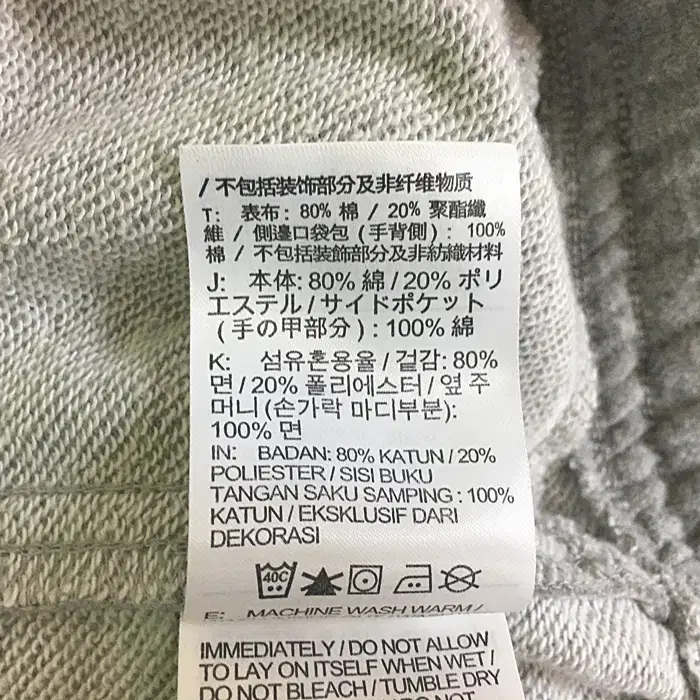 / 不包括装饰部分及非纤维物质
T: 表布: 80% 棉 / 20% 聚酯纖
維 / 側邊口袋包 (手背側) : 100%
棉 / 不包括裝飾部分及非紡織材料
J: 本体: 80% 綿 / 20% ポリ
エステル / サイドポケット
(手の甲部分) : 100% 綿
K: 섬유혼용율 / 겉감: 80%
면 / 20% 폴리에스터 / 옆 주
머니 (손가락 마디부분):
100% 면
IN: BADAN: 80% KATUN / 20%
POLIESTER / SISI BUKU
TANGAN SAKU SAMPING : 100%
KATUN / EKSKLUSIF DARI
DEKORASI
40C
E: MACHINE WASH WARM /
IMMEDIATELY / DO NOT ALLOW
TO LAY ON ITSELF WHEN WET /
DO NOT BLEACH / TUMBLE DRY
DO NOT